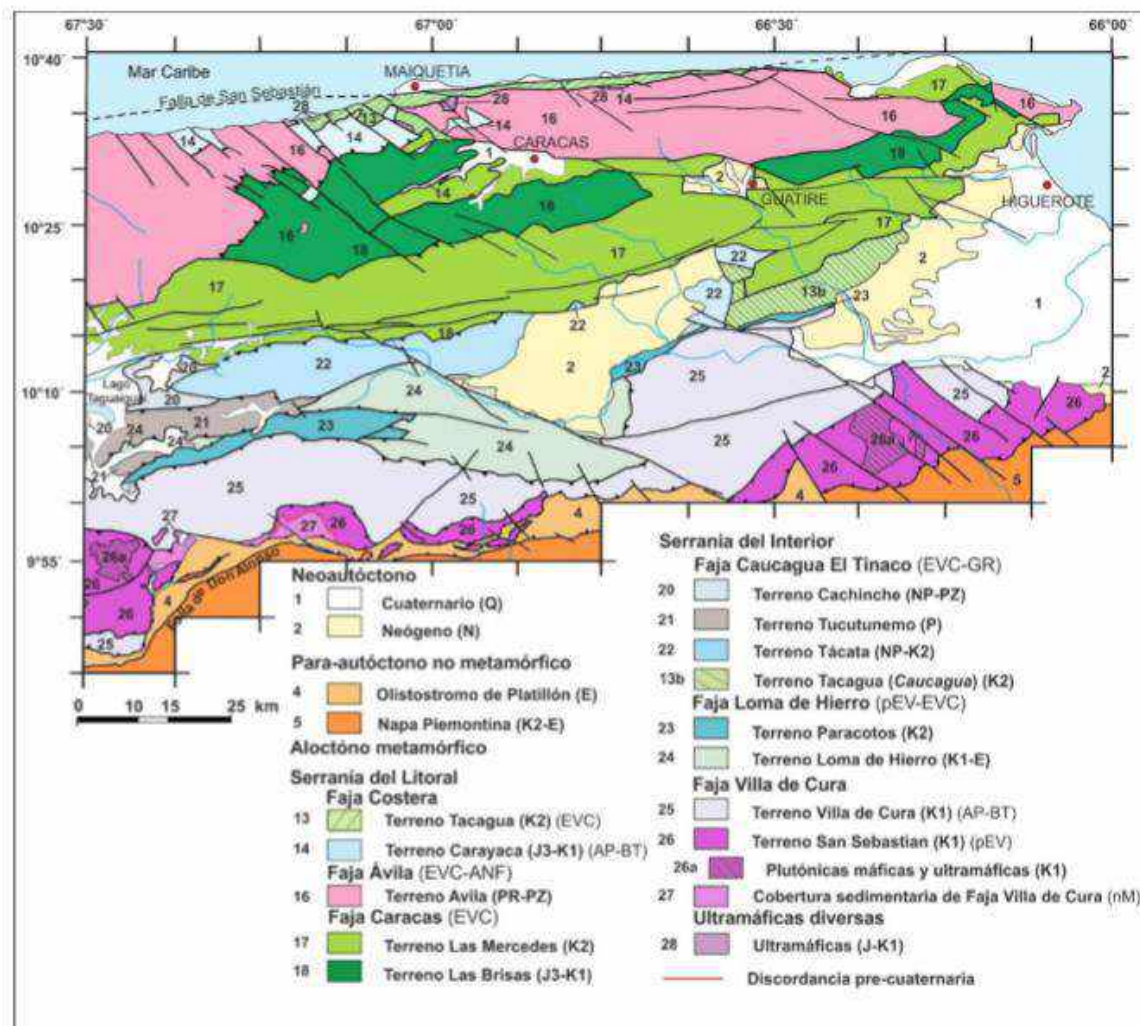 67°30´ 67°00´ 66°30´ 66°00´
10°40´
10°25´
10°10´
9°55´
Mar Caribe
Falla de San Sebastián
MAIQUETIA
CARACAS
GUATIRE
HIGUEROTE
Lago
Falla de Don Alonso
0 10 15 25 km
Neoautóctono
1 Cuaternario (Q)
2 Neógeno (N)
Para-autóctono no metamórfico
4 Olistostromo de Platillón (E)
5 Napa Piemontina (K2-E)
Aloctóno metamórfico
Serranía del Litoral
Faja Costera
13 Terreno Tacagua (K2) (EVC)
14 Terreno Carayaca (J3-K1) (AP-BT)
Faja Ávila (EVC-ANF)
16 Terreno Avila (PR-PZ)
Faja Caracas (EVC)
17 Terreno Las Mercedes (K2)
18 Terreno Las Brisas (J3-K1)
Serranía del Interior
Faja Caucagua El Tinaco (EVC-GR)
20 Terreno Cachinche (NP-PZ)
21 Terreno Tucutunemo (P)
22 Terreno Tácata (NP-K2)
13b Terreno Tacagua (Caucagua) (K2)
Faja Loma de Hierro (pEV-EVC)
23 Terreno Paracotos (K2)
24 Terreno Loma de Hierro (K1-E)
Faja Villa de Cura
25 Terreno Villa de Cura (K1) (AP-BT)
26 Terreno San Sebastian (K1) (pEV)
26a Plutónicas máficas y ultramáficas (K1)
27 Cobertura sedimentaria de Faja Villa de Cura (nM)
Ultramáficas diversas
28 Ultramáficas (J-K1)
Discordancia pre-cuaternaria